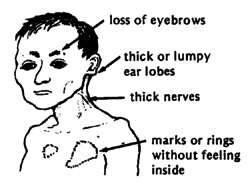 loss of eyebrows
thick or lumpy
ear lobes
thick nerves
marks or rings
without feeling
inside